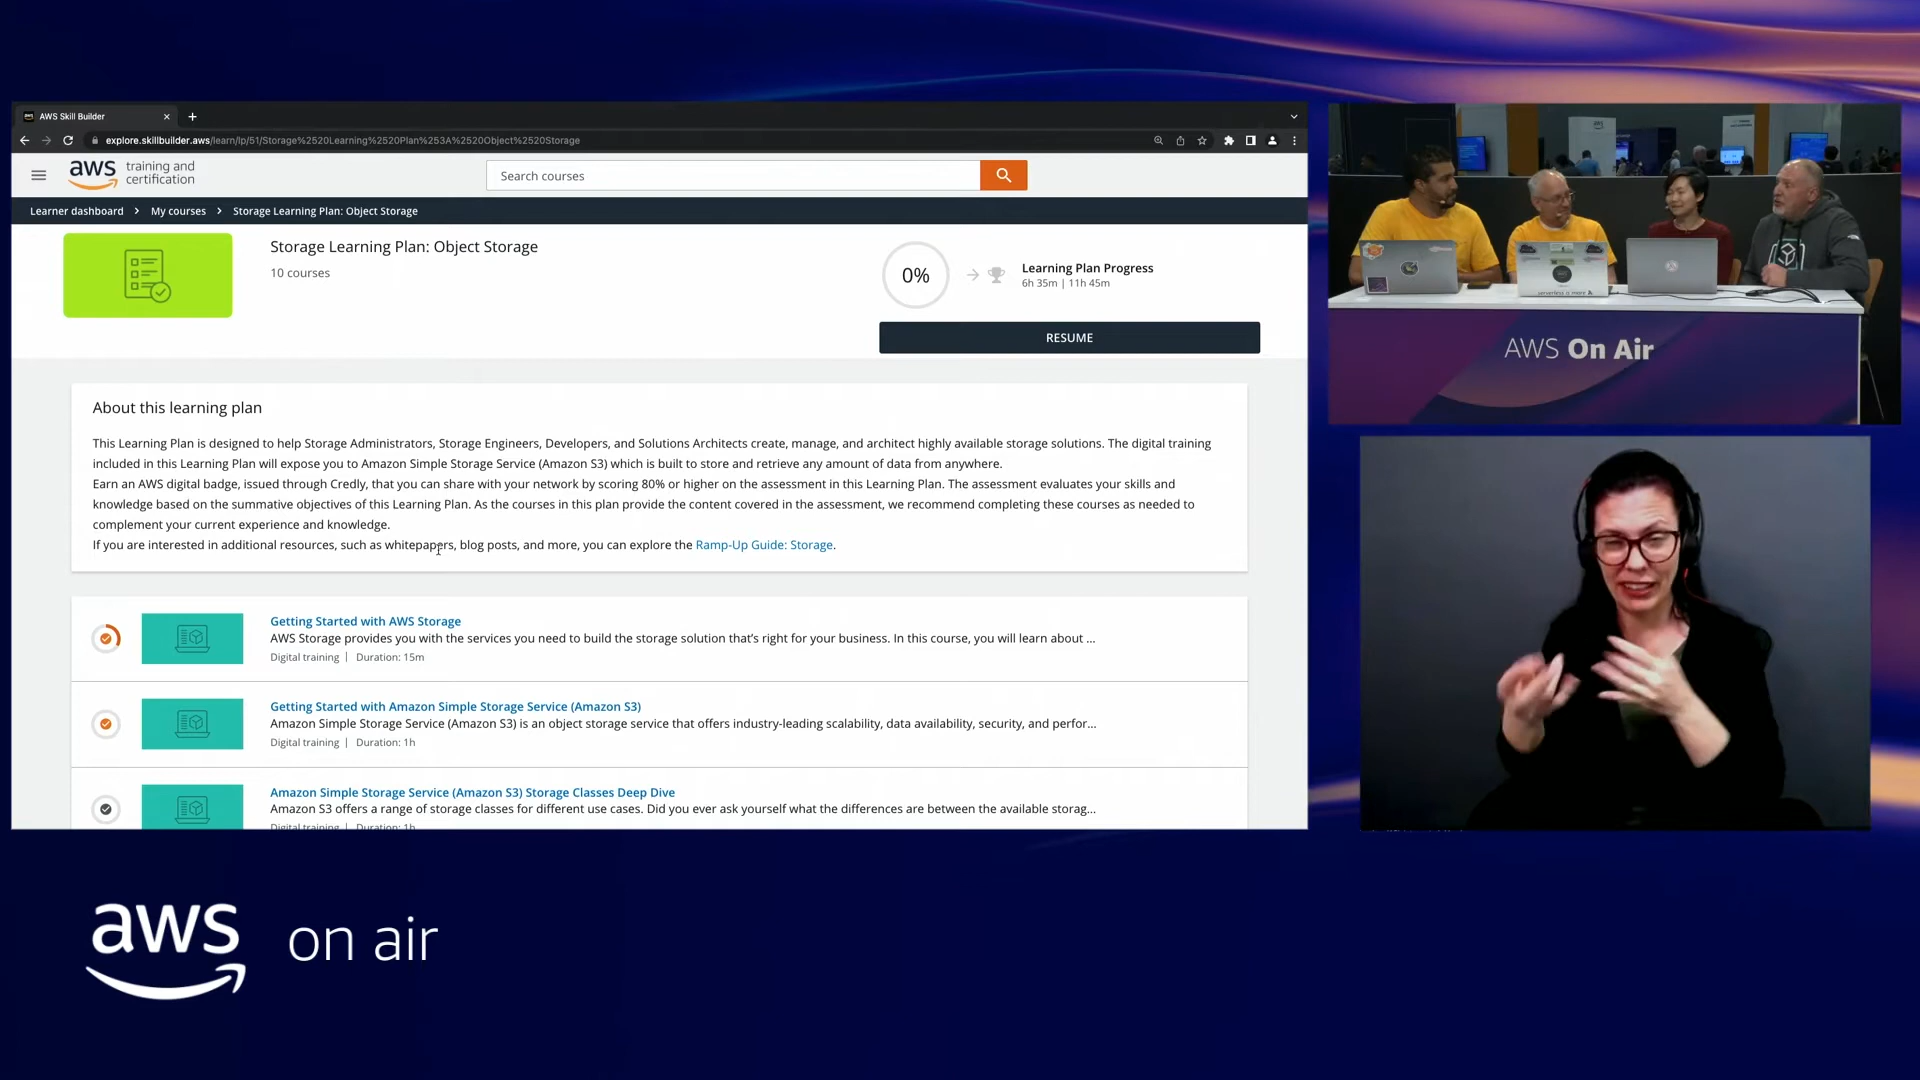 AWS Skill Builder
explore.skillbuilder.aws/learn/lp/51/Storage%2520Learning%2520Plan%253A%2520Object%2520Storage
aws training and certification
Search courses
Learner dashboard > My courses > Storage Learning Plan: Object Storage
Storage Learning Plan: Object Storage
10 courses
0%
Learning Plan Progress
6h 35m | 11h 45m
RESUME
About this learning plan
This Learning Plan is designed to help Storage Administrators, Storage Engineers, Developers, and Solutions Architects create, manage, and architect highly available storage solutions. The digital training
included in this Learning Plan will expose you to Amazon Simple Storage Service (Amazon S3) which is built to store and retrieve any amount of data from anywhere.
Earn an AWS digital badge, issued through Credly, that you can share with your network by scoring 80% or higher on the assessment in this Learning Plan. The assessment evaluates your skills and
knowledge based on the summative objectives of this Learning Plan. As the courses in this plan provide the content covered in the assessment, we recommend completing these courses as needed to
complement your current experience and knowledge.
If you are interested in additional resources, such as whitepapers, blog posts, and more, you can explore the Ramp-Up Guide: Storage.
Getting Started with AWS Storage
AWS Storage provides you with the services you need to build the storage solution that's right for your business. In this course, you will learn about ...
Digital training | Duration: 15m
Getting Started with Amazon Simple Storage Service (Amazon S3)
Amazon Simple Storage Service (Amazon S3) is an object storage service that offers industry-leading scalability, data availability, security, and perfor...
Digital training | Duration: 1h
Amazon Simple Storage Service (Amazon S3) Storage Classes Deep Dive
Amazon S3 offers a range of storage classes for different use cases. Did you ever ask yourself what the differences are between the available storag...
Digital training | Duration: 1h
serverless is more
AWS On Air
aws on air